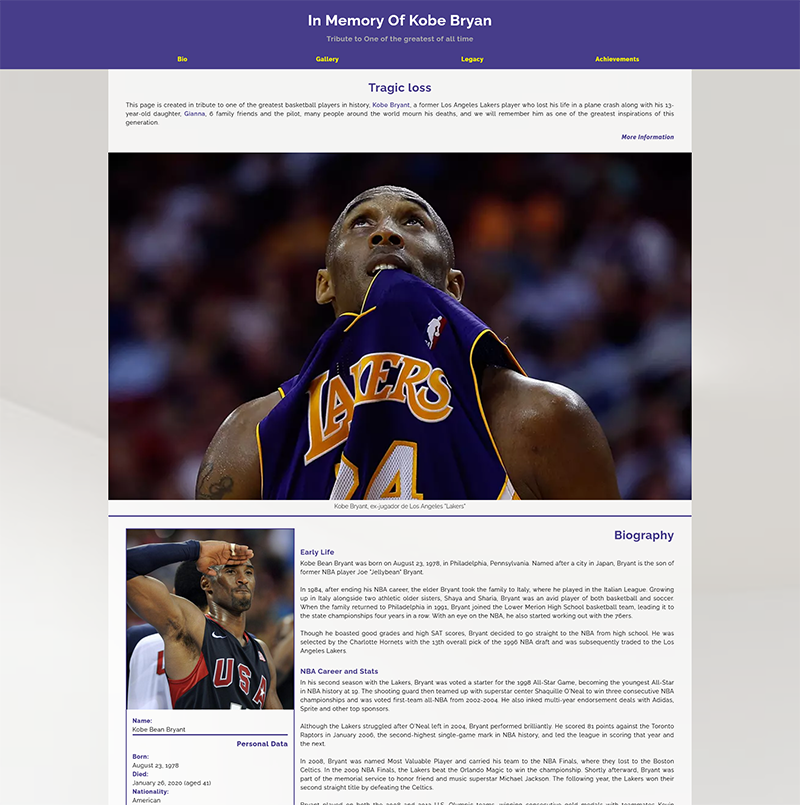 In Memory Of Kobe Bryan
Tribute to One of the greatest of all time
Bio Gallery Legacy Achievements
Tragic loss
This page is created in tribute to one of the greatest basketball players in history, Kobe Bryant, a former Los Angeles Lakers player who lost his life in a plane crash along with his 13-
year-old daughter, Gianna, 6 family friends and the pilot, many people around the world mourn his deaths, and we will remember him as one of the greatest inspirations of this
generation.
More Information
LAKERS
24
Kobe Bryant, ex-jugador de Los Angeles "Lakers"
Biography
Early Life
Kobe Bean Bryant was born on August 23, 1978, in Philadelphia, Pennsylvania. Named after a city in Japan, Bryant is the son of
former NBA player Joe "Jellybean" Bryant.
In 1984, after ending his NBA career, the elder Bryant took the family to Italy, where he played in the Italian League. Growing
up in Italy alongside two athletic older sisters, Shaya and Sharia, Bryant was an avid player of both basketball and soccer.
When the family returned to Philadelphia in 1991, Bryant joined the Lower Merion High School basketball team, leading it to
the state championships four years in a row. With an eye on the NBA, he also started working out with the 76ers.
Though he boasted good grades and high SAT scores, Bryant decided to go straight to the NBA from high school. He was
selected by the Charlotte Hornets with the 13th overall pick of the 1996 NBA draft and was subsequently traded to the Los
Angeles Lakers.
NBA Career and Stats
In his second season with the Lakers, Bryant was voted a starter for the 1998 All-Star Game, becoming the youngest All-Star
in NBA history at 19. The shooting guard then teamed up with superstar center Shaquille O'Neal to win three consecutive NBA
championships and was voted first-team all-NBA from 2002-2004. He also inked multi-year endorsement deals with Adidas,
Sprite and other top sponsors.
Although the Lakers struggled after O'Neal left in 2004, Bryant performed brilliantly. He scored 81 points against the Toronto
Raptors in January 2006, the second-highest single-game mark in NBA history, and led the league in scoring that year and
the next.
In 2008, Bryant was named Most Valuable Player and carried his team to the NBA Finals, where they lost to the Boston
Celtics. In the 2009 NBA Finals, the Lakers beat the Orlando Magic to win the championship. Shortly afterward, Bryant was
part of the memorial service to honor friend and music superstar Michael Jackson. The following year, the Lakers won their
second straight title by defeating the Celtics.
USA
Name:
Kobe Bean Bryant
Personal Data
Born:
August 23, 1978
Died:
January 26, 2020 (aged 41)
Nationality:
American